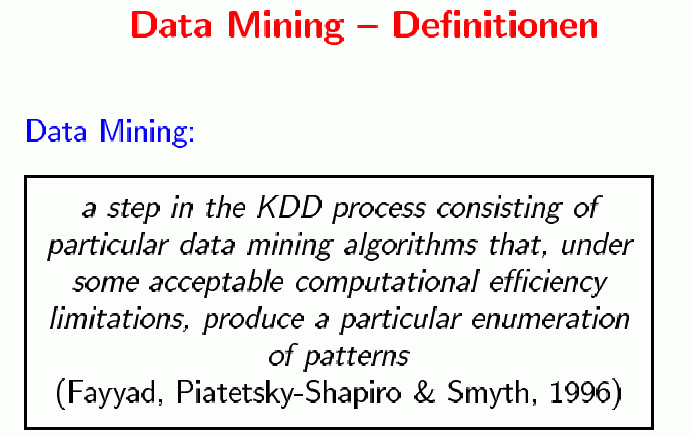 Data Mining – Definitionen
Data Mining:
a step in the KDD process consisting of
particular data mining algorithms that, under
some acceptable computational efficiency
limitations, produce a particular enumeration
of patterns
(Fayyad, Piatetsky-Shapiro & Smyth, 1996)